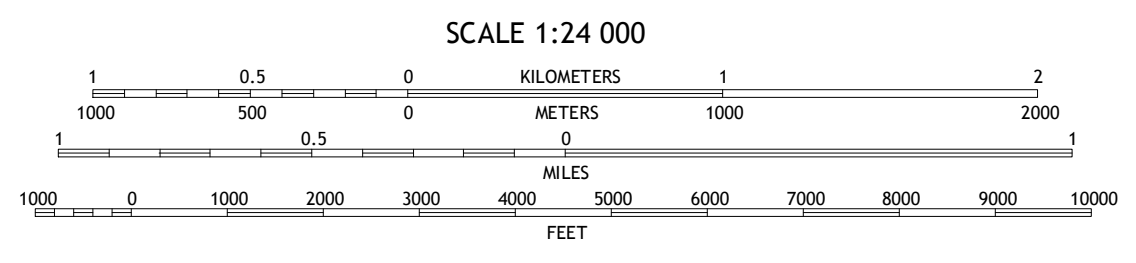 SCALE 1:24 000
1 0.5 0 KILOMETERS 1 2
1000 500 0 METERS 1000 2000
1 0.5 0 1
MILES
1000 0 1000 2000 3000 4000 5000 6000 7000 8000 9000 10000
FEET